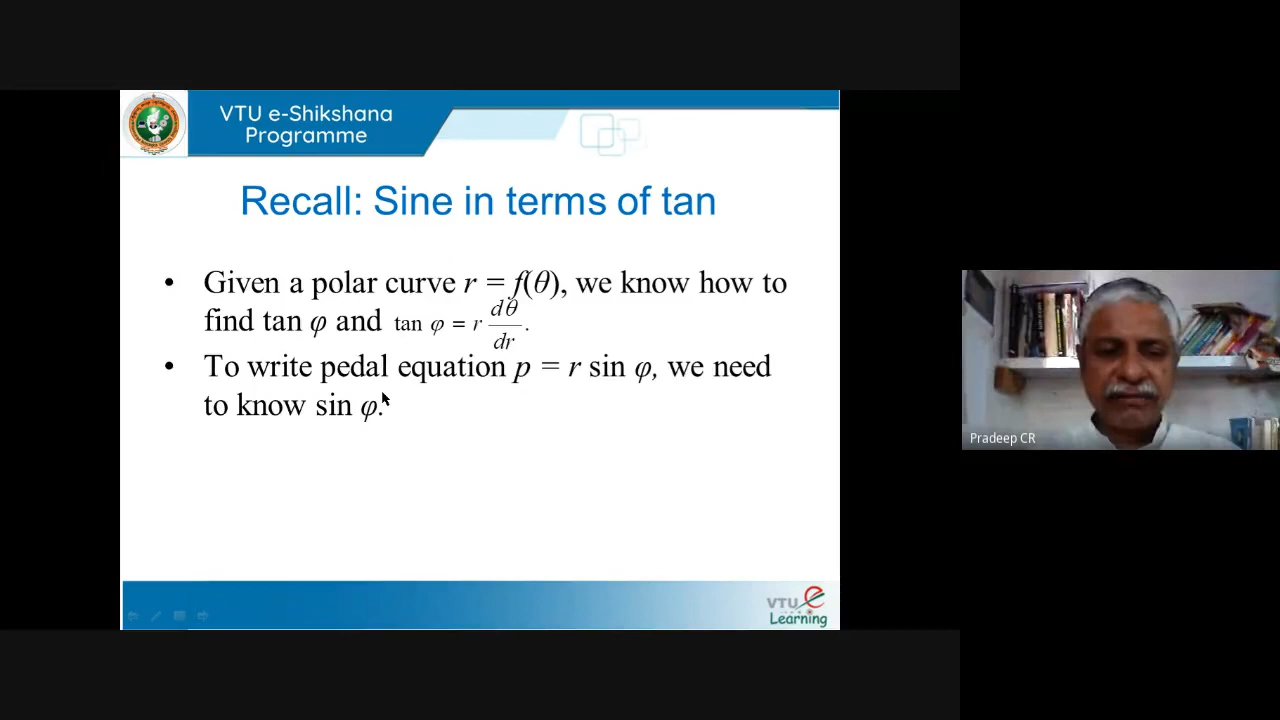 VTU e-Shikshana
Programme
Recall: Sine in terms of tan
• Given a polar curve r = f(θ), we know how to
find tan φ and tan φ = r dθ/dr.
• To write pedal equation p = r sin φ, we need
to know sin φ.
Pradeep CR
VTU e
Learning